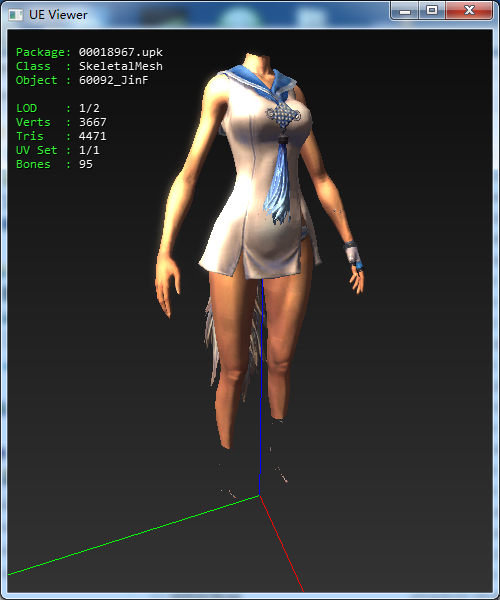 UE Viewer
Package: 00018967.upk
Class : SkeletalMesh
Object : 60092_JinF
LOD : 1/2
Verts : 3667
Tris : 4471
UV Set : 1/1
Bones : 95